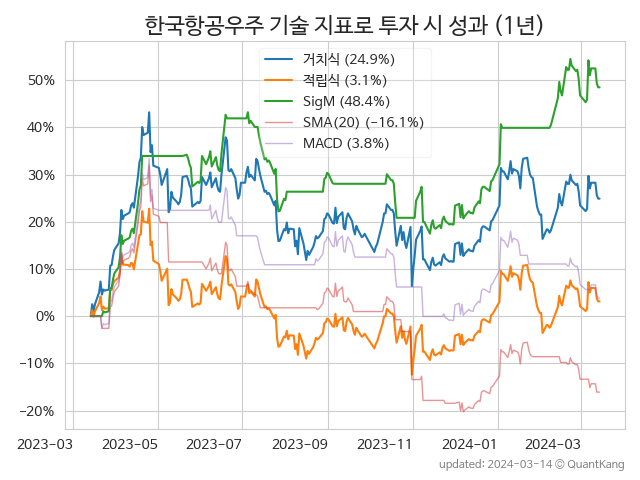 한국항공우주 기술 지표로 투자 시 성과 (1년)
거치식 (24.9%)
적립식 (3.1%)
SigM (48.4%)
SMA(20) (−16.1%)
MACD (3.8%)
50%
40%
30%
20%
10%
0%
−10%
−20%
2023-03 2023-05 2023-07 2023-09 2023-11 2024-01 2024-03
updated: 2024-03-14 © QuantKang